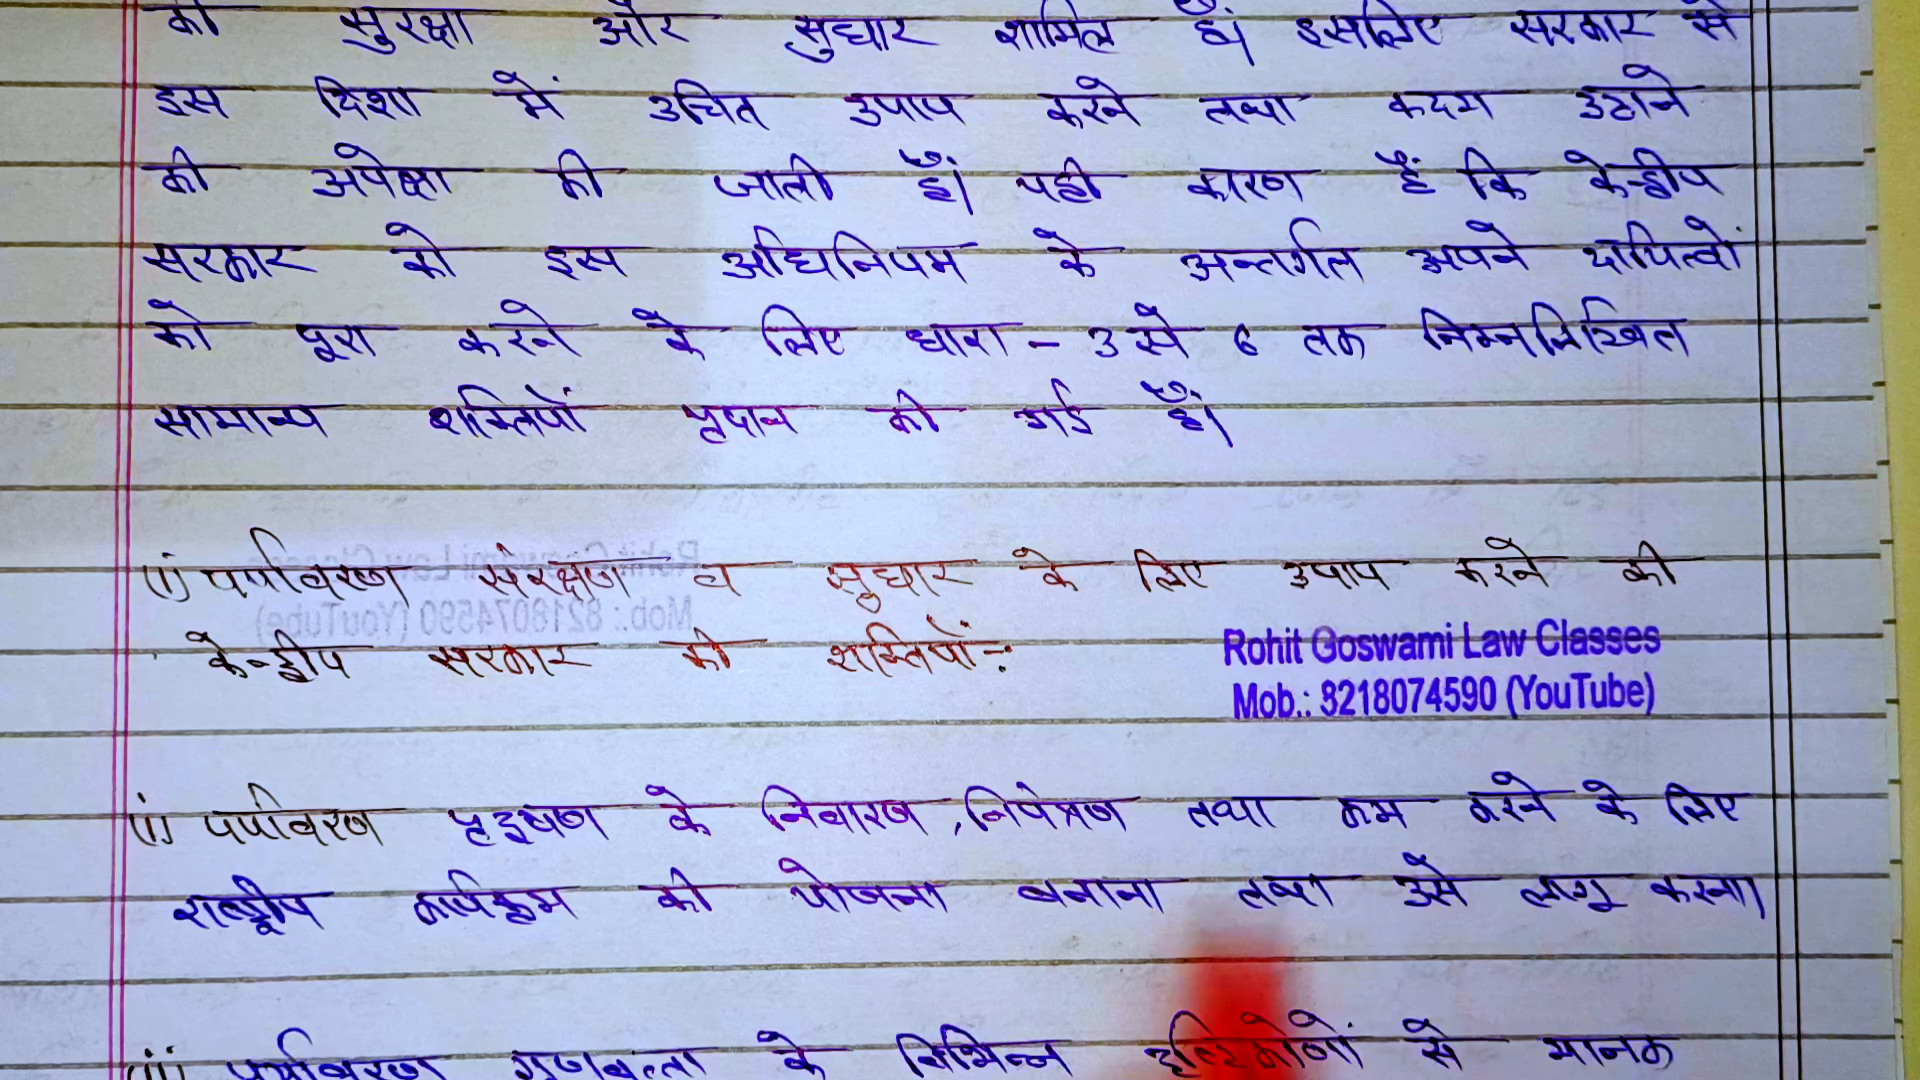 की सुरक्षा और सुधार शामिल हैं। इसलिए सरकार से
इस दिशा में उचित उपाय करने तथा कदम उठाने
की अपेक्षा की जाती हैं। यही कारण हैं कि केन्द्रीय
सरकार को इस अधिनियम के अन्तर्गत अपने दायित्वों
को पूरा करने के लिए धारा - 3 से 6 तक निम्नलिखित
सामान्य शक्तियाँ प्रदान की गई हैं।
(i) पर्यावरण संरक्षण व सुधार के लिए उपाय करने की
केन्द्रीय सरकार की शक्तियाँ -:
Rohit Goswami Law Classes
Mob.: 8218074590 (YouTube)
(i) पर्यावरण प्रदूषण के निवारण, नियंत्रण तथा कम करने के लिए
राष्ट्रीय कार्यक्रम की योजना बनाना तथा उसे लागू करना।
(ii) पर्यावरण गुणवत्ता के विभिन्न दृष्टिकोणों से मानक